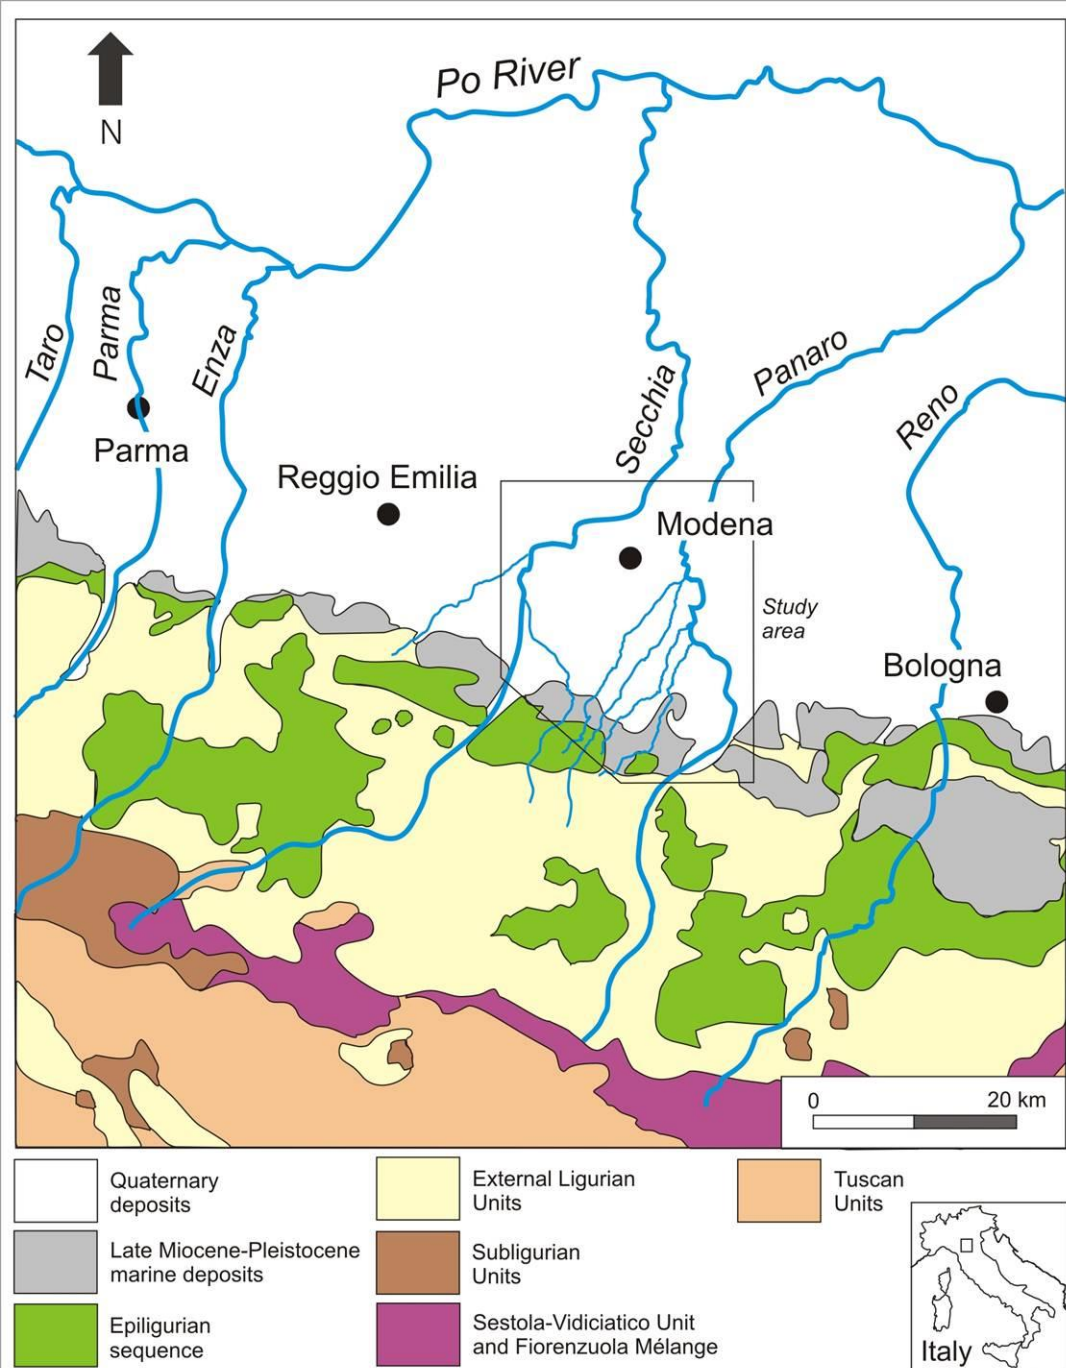 Po River
N
Taro
Parma
Enza
Secchia
Panaro
Reno
Parma
Reggio Emilia
Modena
Study
area
Bologna
0 20 km
Quaternary
deposits
Late Miocene-Pleistocene
marine deposits
Epiligurian
sequence
External Ligurian
Units
Subligurian
Units
Sestola-Vidiciatico Unit
and Fiorenzuola Mélange
Tuscan
Units
Italy